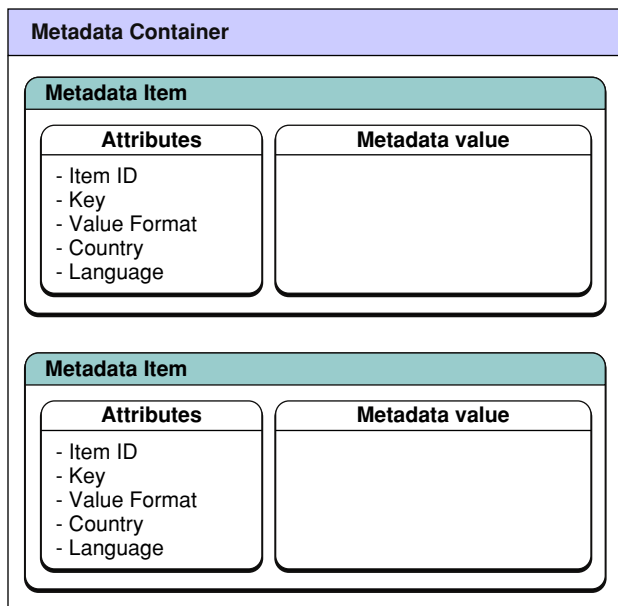 Metadata Container
Metadata Item
Attributes
- Item ID
- Key
- Value Format
- Country
- Language
Metadata value
Metadata Item
Attributes
- Item ID
- Key
- Value Format
- Country
- Language
Metadata value